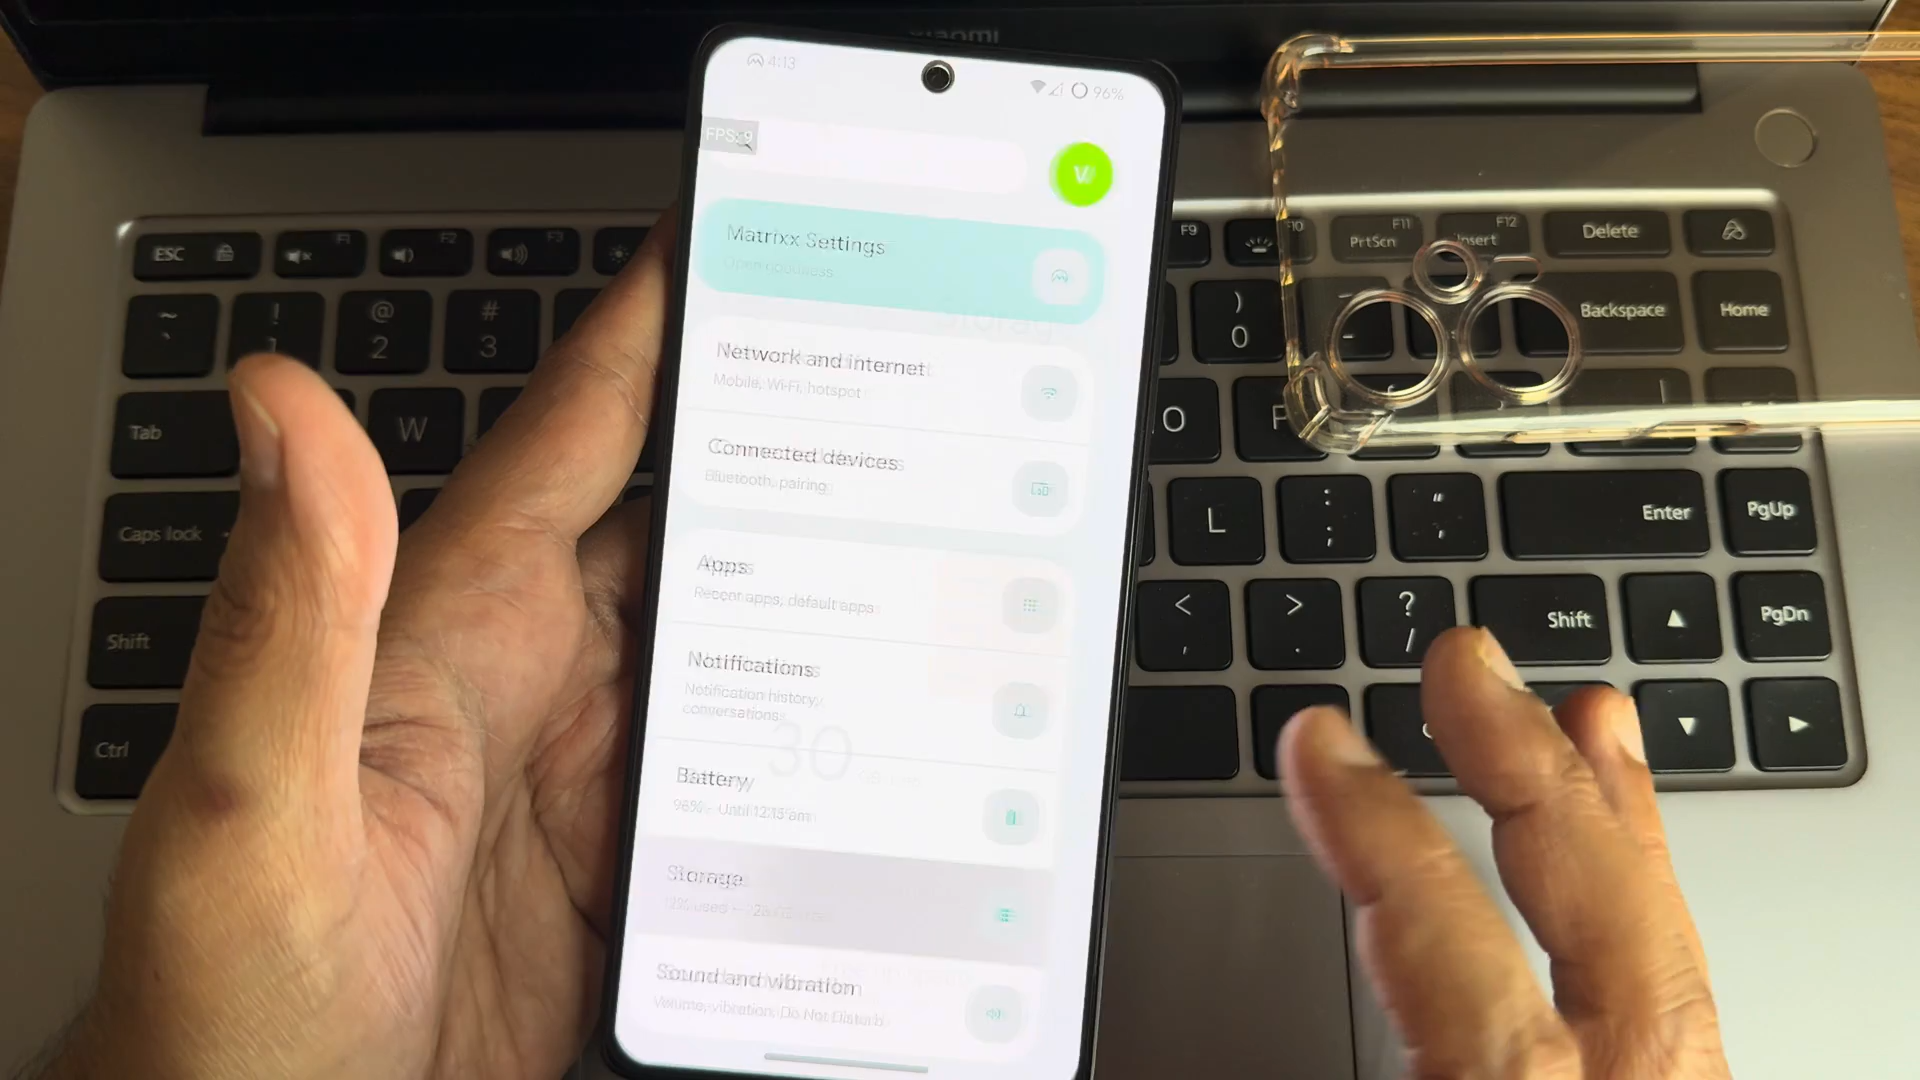 xiaomi
4:13
96%
FPS:
Matrixx Settings
Network and internet
Mobile, Wi-Fi, hotspot
Connected devices
Bluetooth, pairing
Apps
Recent apps, default apps
Notifications
Notification history,
conversations
30
Battery
96% - Until 12:15 am
Storage
Sound and vibration
Volume, vibration, Do Not Disturb
ESC F1 F2 F3 F9 F10 F11 PrtScn F12 Insert Delete
~ ` ! 1 @ 2 # 3 ) 0 - Backspace Home
Tab W O P
Caps lock L : ; " ' Enter PgUp
Shift < , > . ? / Shift PgDn
Ctrl